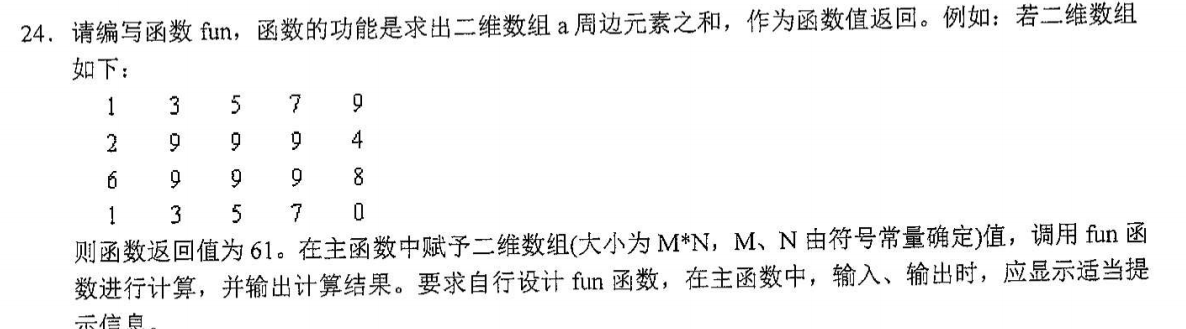 24. 请编写函数 fun，函数的功能是求出二维数组 a 周边元素之和，作为函数值返回。例如：若二维数组
如下：
1 3 5 7 9
2 9 9 9 4
6 9 9 9 8
1 3 5 7 0
则函数返回值为 61。在主函数中赋予二维数组(大小为 M*N，M、N 由符号常量确定)值，调用 fun 函
数进行计算，并输出计算结果。要求自行设计 fun 函数，在主函数中，输入、输出时，应显示适当提
示信息。